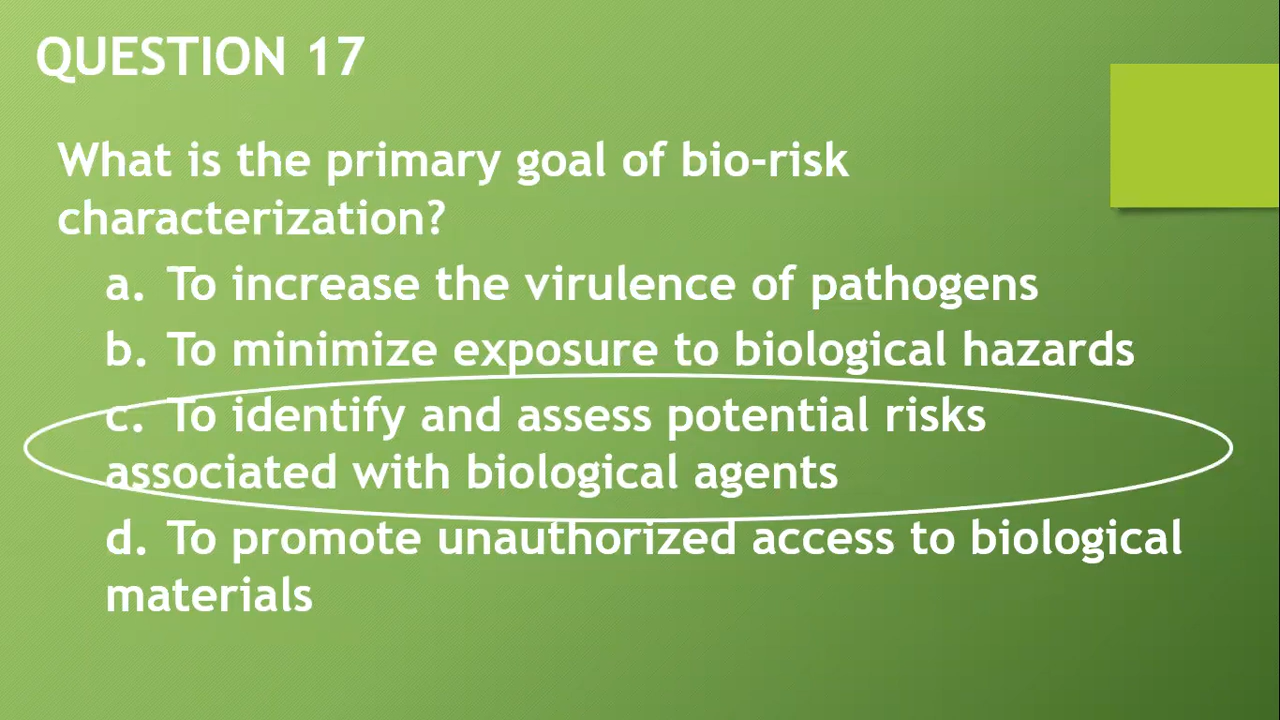 QUESTION 17
What is the primary goal of bio-risk
characterization?
a. To increase the virulence of pathogens
b. To minimize exposure to biological hazards
c. To identify and assess potential risks
associated with biological agents
d. To promote unauthorized access to biological
materials